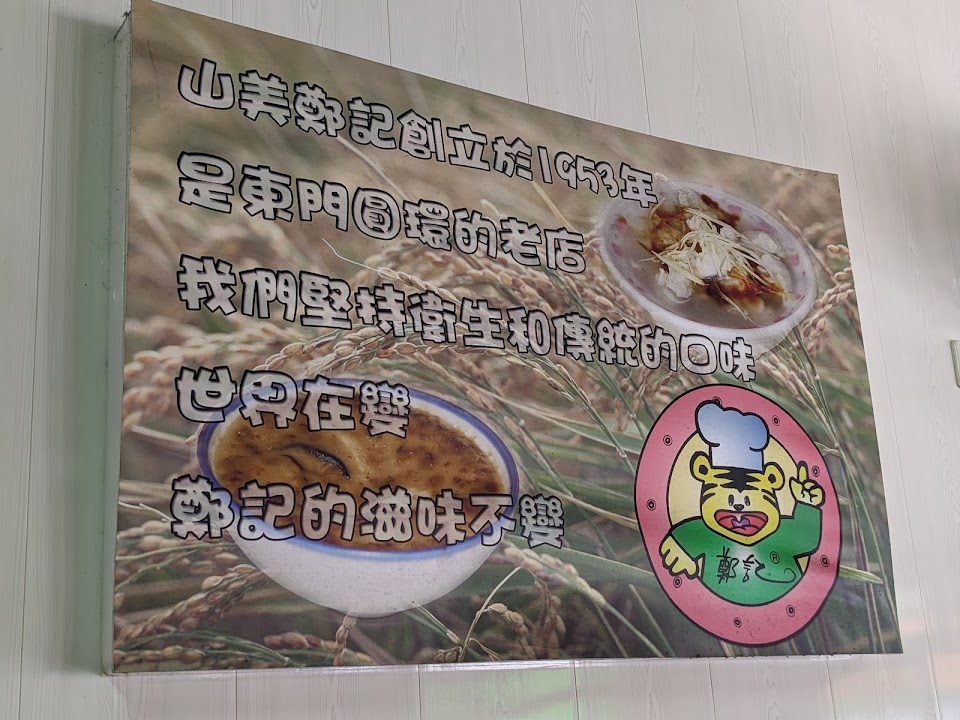 山美鄭記創立於1953年
是東門圓環的老店
我們堅持衛生和傳統的口味
世界在變
鄭記的滋味不變
鄭記®